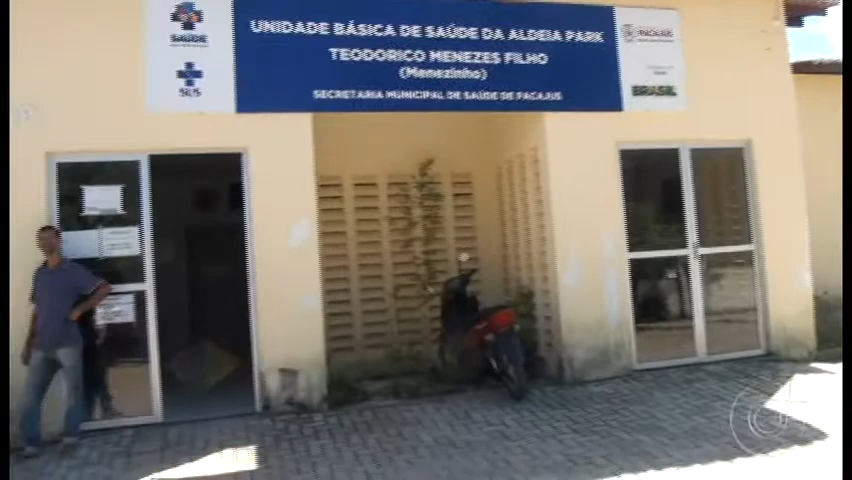 SAÚDE
SUS
UNIDADE BÁSICA DE SAÚDE DA ALDEIA PARK
TEODORICO MENEZES FILHO
(Menezinho)
SECRETARIA MUNICIPAL DE SAÚDE DE PACAJUS
PACAJUS
BRASIL